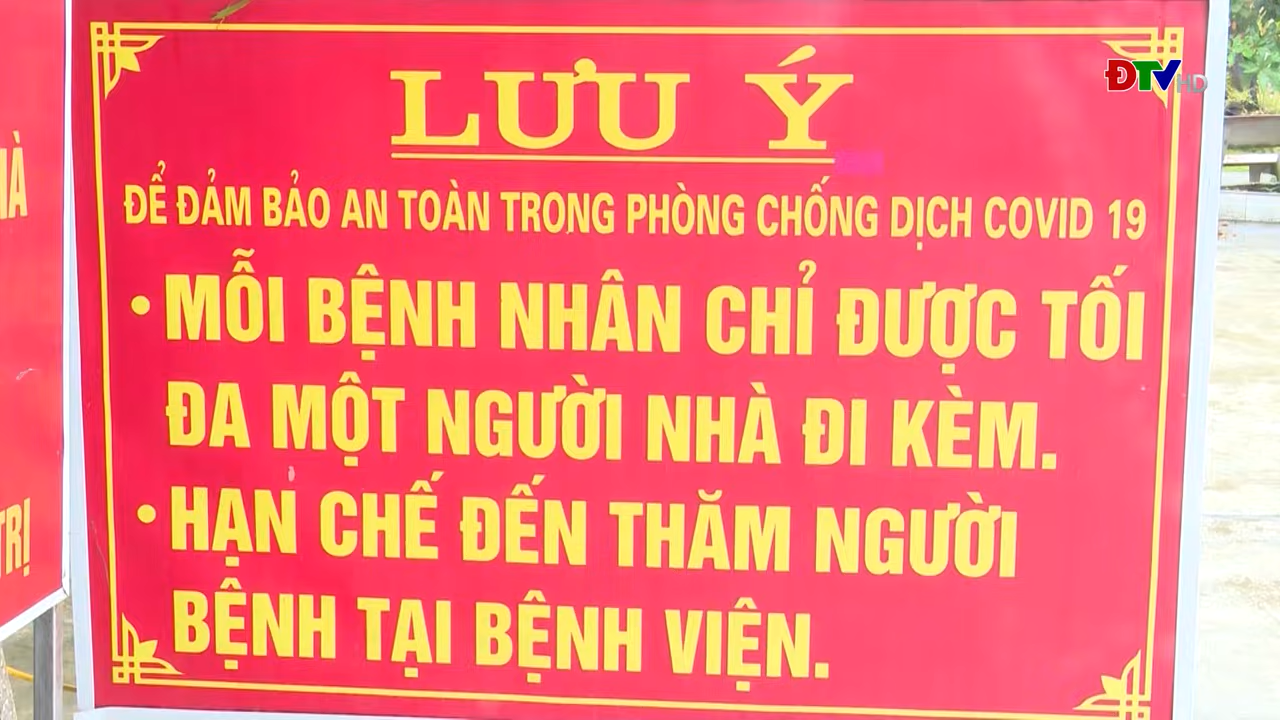 LƯU Ý
ĐỂ ĐẢM BẢO AN TOÀN TRONG PHÒNG CHỐNG DỊCH COVID 19
• MỖI BỆNH NHÂN CHỈ ĐƯỢC TỐI
ĐA MỘT NGƯỜI NHÀ ĐI KÈM.
• HẠN CHẾ ĐẾN THĂM NGƯỜI
BỆNH TẠI BỆNH VIỆN.
ĐTV HD
TRỊ